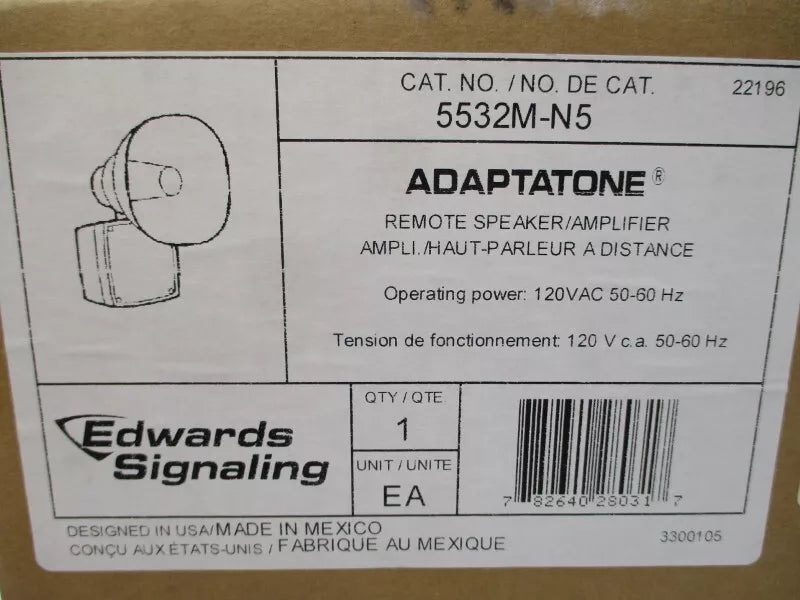 CAT. NO. / NO. DE CAT.
22196
5532M-N5
ADAPTATONE®
REMOTE SPEAKER/AMPLIFIER
AMPLI./HAUT-PARLEUR A DISTANCE
Operating power: 120VAC 50-60 Hz
Tension de fonctionnement: 120 V c.a. 50-60 Hz
Edwards
Signaling
QTY / QTE
1
UNIT / UNITE
EA
7 82640 28031 7
DESIGNED IN USA/MADE IN MEXICO
CONÇU AUX ÉTATS-UNIS / FABRIQUE AU MEXIQUE
3300105